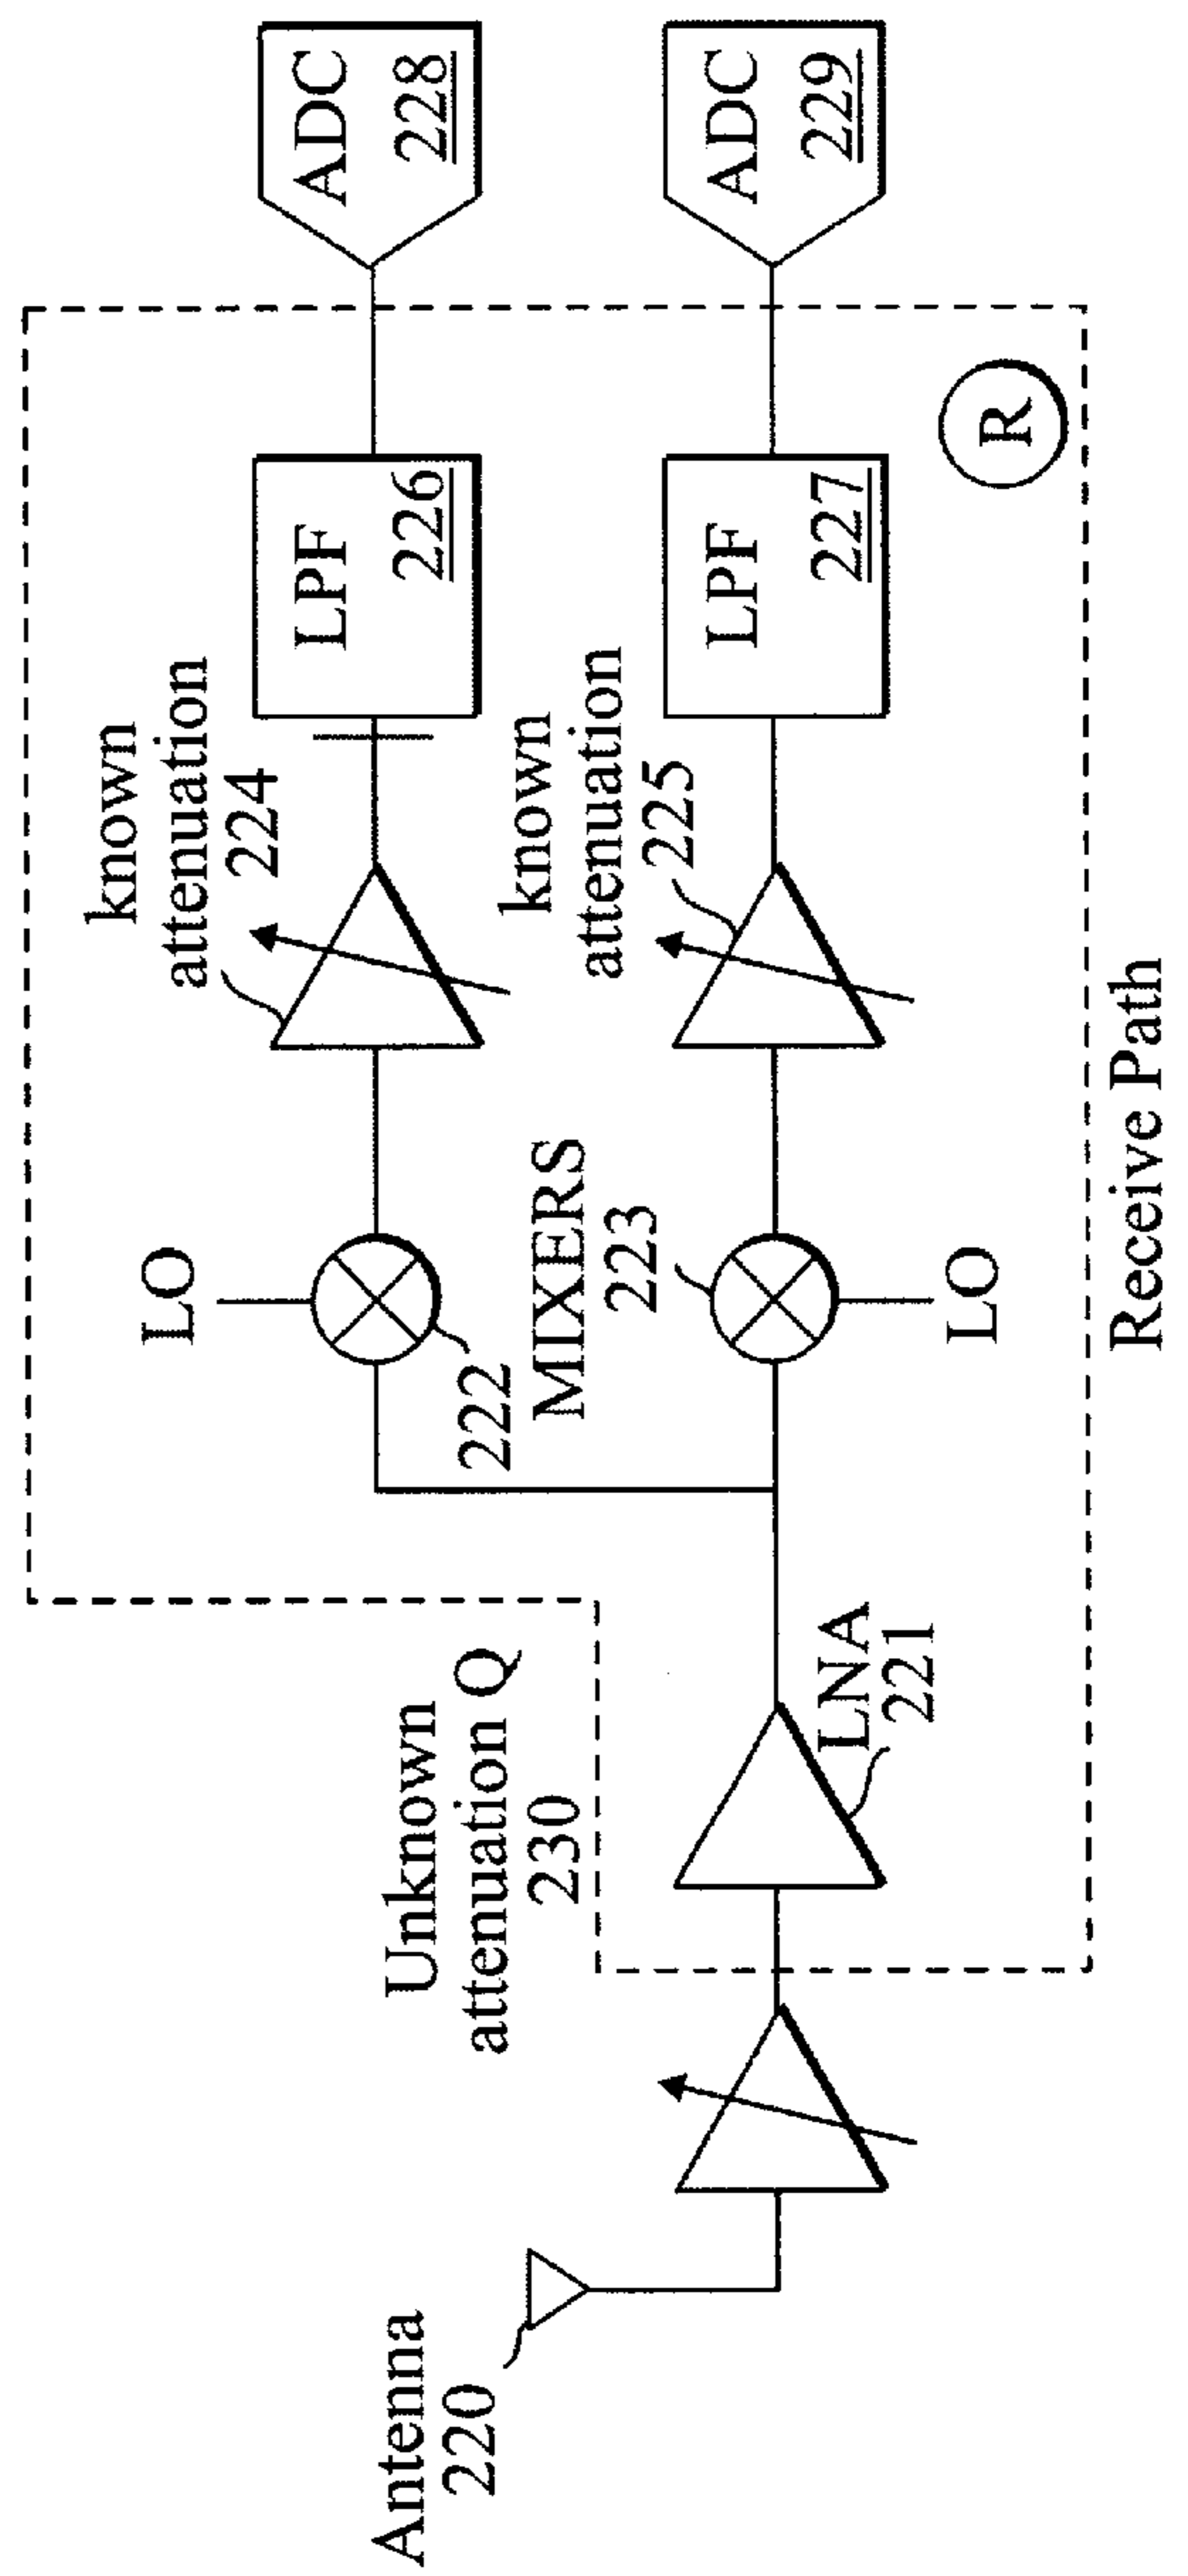 Antenna
220
Unknown
attenuation Q
230
LNA
221
LO
222
MIXERS
223
LO
known
attenuation
224
known
attenuation
225
LPF
226
LPF
227
ADC
228
ADC
229
R
Receive Path